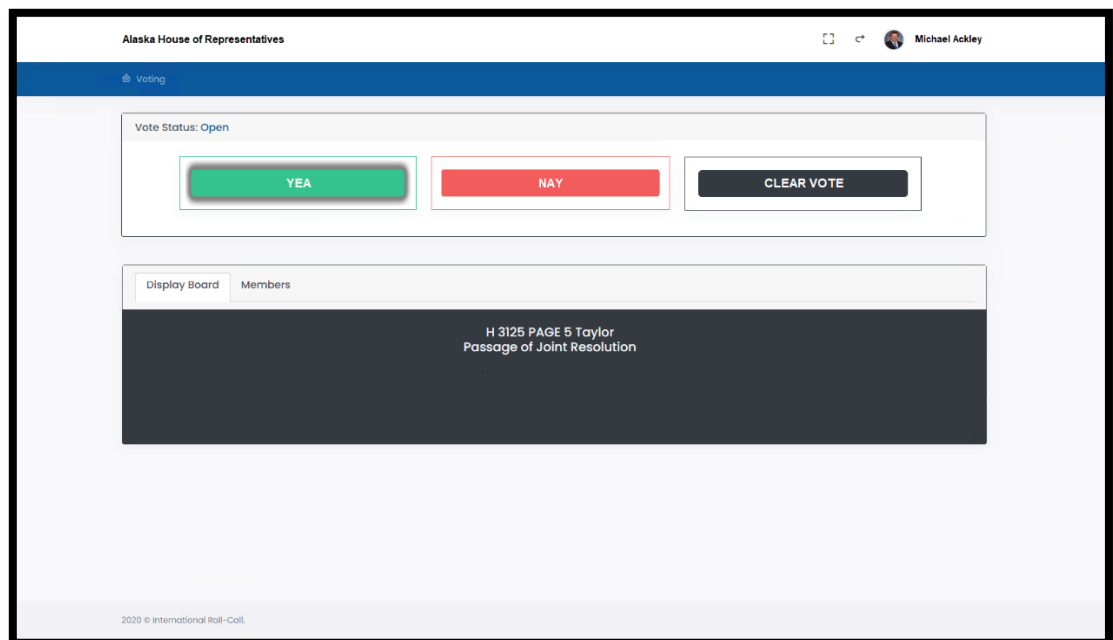 Alaska House of Representatives
Michael Ackley
Voting
Vote Status: Open
YEA
NAY
CLEAR VOTE
Display Board
Members
H 3125 PAGE 5 Taylor
Passage of Joint Resolution
2020 © International Roll-Call.